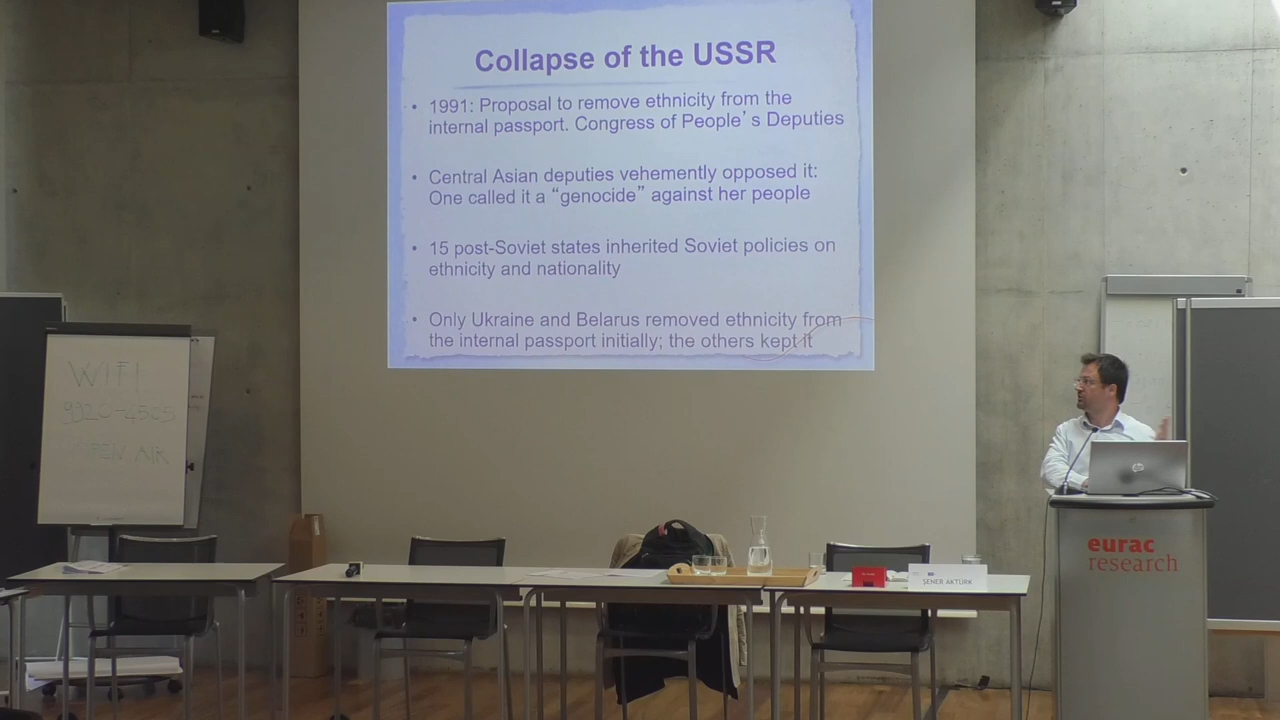 Collapse of the USSR
• 1991: Proposal to remove ethnicity from the
internal passport. Congress of People's Deputies
• Central Asian deputies vehemently opposed it:
One called it a “genocide” against her people
• 15 post-Soviet states inherited Soviet policies on
ethnicity and nationality
• Only Ukraine and Belarus removed ethnicity from
the internal passport initially; the others kept it
WIFI
AIR
hp
eurac
research
ŞENER AKTÜRK